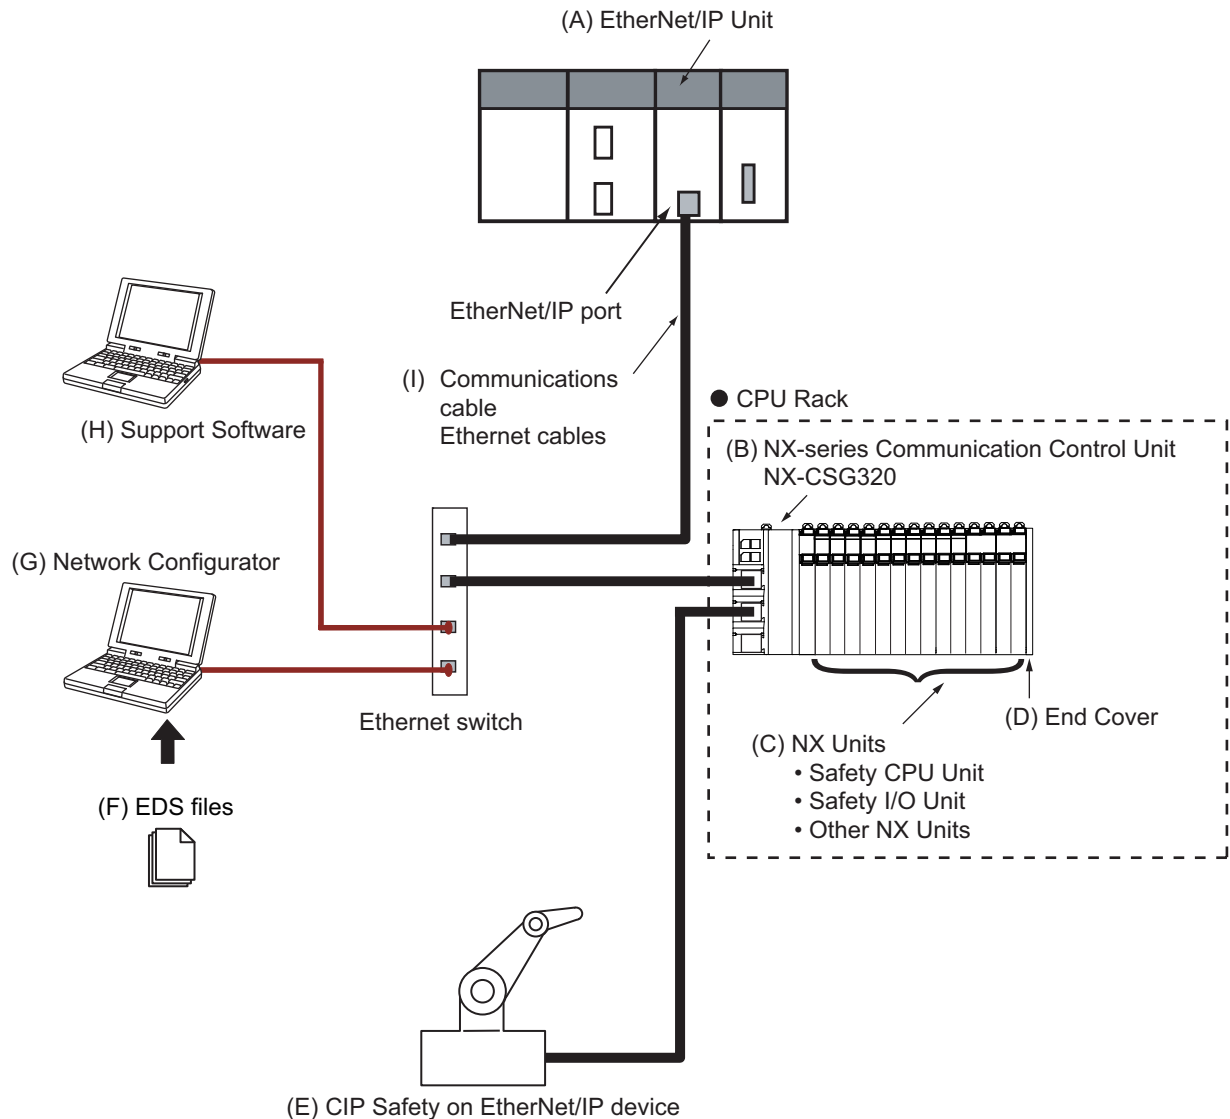 (A) EtherNet/IP Unit
EtherNet/IP port
(I) Communications
cable
Ethernet cables
(H) Support Software
● CPU Rack
(B) NX-series Communication Control Unit
NX-CSG320
(G) Network Configurator
Ethernet switch
(D) End Cover
(C) NX Units
• Safety CPU Unit
• Safety I/O Unit
• Other NX Units
(F) EDS files
(E) CIP Safety on EtherNet/IP device